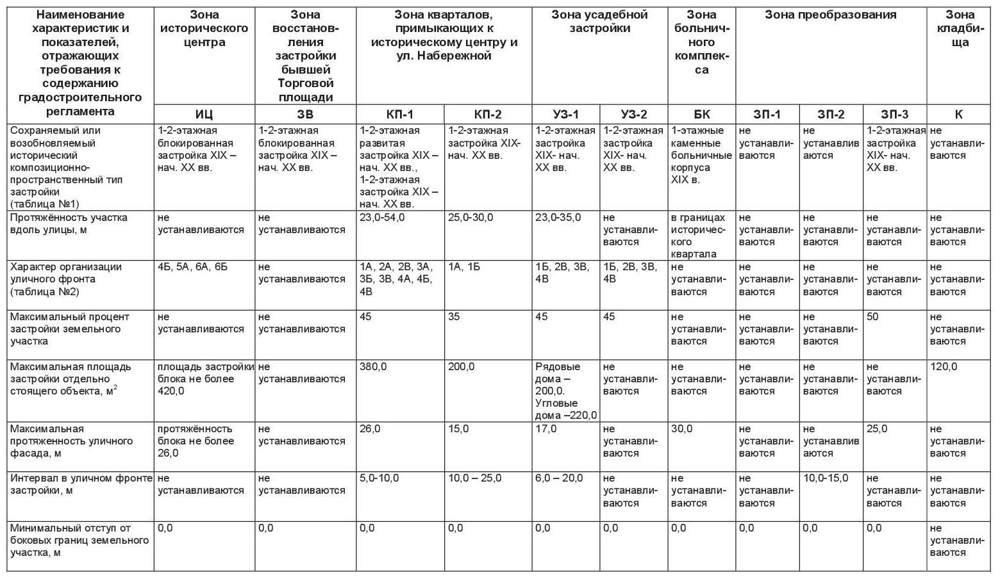 Наименование
характеристик и
показателей,
отражающих
требования к
содержанию
градостроительного
регламента
Зона
исторического
центра
Зона
восстанов-
ления
застройки
бывшей
Торговой
площади
Зона кварталов,
примыкающих к
историческому центру и
ул. Набережной
Зона усадебной
застройки
Зона
больнич-
ного
комплек-
са
Зона преобразования
Зона
кладби-
ща
ИЦ
ЗВ
КП-1
КП-2
УЗ-1
УЗ-2
БК
ЗП-1
ЗП-2
ЗП-3
К
Сохраняемый или
возобновляемый
исторический
композиционно-
пространственный тип
застройки
(таблица №1)
1-2-этажная
блокированная
застройка XIX –
нач. XX вв.
1-2-этажная
блокированная
застройка XIX –
нач. XX вв.
1-2-этажная
развитая
застройка XIX –
нач. XX вв.,
1-2-этажная
застройка XIX –
нач. XX вв.
1-2-этажная
застройка XIX-
нач. XX вв.
1-2-этажная
застройка
XIX- нач.
XX вв.
1-2-этажная
застройка
XIX- нач.
XX вв.
1-этажные
каменные
больничные
корпуса
XIX в.
не
устанавли-
ваются
не
устанавлив
аются
1-2-этажная
застройка
XIX- нач.
XX вв.
не
устанавли-
ваются
Протяжённость участка
вдоль улицы, м
не
устанавливаются
не
устанавливаются
23,0-54,0
25,0-30,0
23,0-35,0
не
устанавли-
ваются
в границах
историчес-
кого
квартала
не
устанавли-
ваются
не
устанавли-
ваются
не
устанавли-
ваются
не
устанавли-
ваются
Характер организации
уличного фронта
(таблица №2)
4Б, 5А, 6А, 6Б
не
устанавливаются
1А, 2А, 2В, 3А,
3Б, 3В, 4А, 4Б,
4В
1А, 1Б
1Б, 2В, 3В,
4В
1Б, 2В, 3В,
4В
не
устанавли-
ваются
не
устанавли-
ваются
не
устанавли-
ваются
не
устанавли-
ваются
не
устанавли-
ваются
Максимальный процент
застройки земельного
участка
не
устанавливаются
не
устанавливаются
45
35
45
45
не
устанавли-
ваются
не
устанавли-
ваются
не
устанавли-
ваются
50
не
устанавли-
ваются
Максимальная площадь
застройки отдельно
стоящего объекта, м²
площадь застройки
блока не более
420,0
не
устанавливаются
380,0
200,0
Рядовые
дома –
200,0.
Угловые
дома –220,0
не
устанавли-
ваются
не
устанавли-
ваются
не
устанавли-
ваются
не
устанавли-
ваются
не
устанавли-
ваются
120,0
Максимальная
протяженность уличного
фасада, м
протяжённость
блока не более
26,0
не
устанавливаются
26,0
15,0
17,0
не
устанавли-
ваются
30,0
не
устанавли-
ваются
не
устанавлив
аются
25,0
не
устанавли-
ваются
Интервал в уличном фронте
застройки, м
не
устанавливаются
не
устанавливаются
5,0-10,0
10,0 – 25,0
6,0 – 20,0
не
устанавли-
ваются
не
устанавли-
ваются
не
устанавли-
ваются
10,0-15,0
не
устанавли-
ваются
не
устанавли-
ваются
Минимальный отступ от
боковых границ земельного
участка, м
0,0
0,0
0,0
0,0
0,0
0,0
0,0
0,0
0,0
0,0
не
устанавли-
ваются